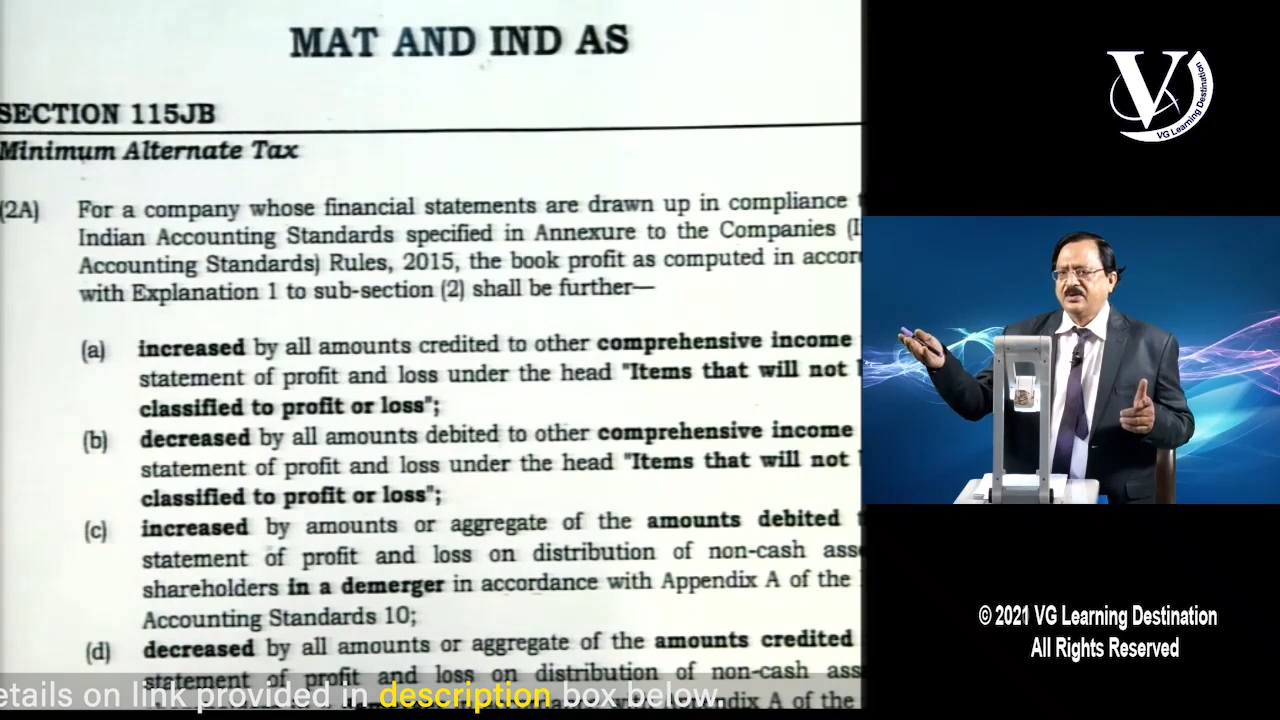 MAT AND IND AS
SECTION 115JB
Minimum Alternate Tax
(2A) For a company whose financial statements are drawn up in compliance
Indian Accounting Standards specified in Annexure to the Companies (I
Accounting Standards) Rules, 2015, the book profit as computed in accor
with Explanation 1 to sub-section (2) shall be further—
(a) increased by all amounts credited to other comprehensive income
statement of profit and loss under the head "Items that will not
classified to profit or loss";
(b) decreased by all amounts debited to other comprehensive income
statement of profit and loss under the head "Items that will not
classified to profit or loss";
(c) increased by amounts or aggregate of the amounts debited
statement of profit and loss on distribution of non-cash ass
shareholders in a demerger in accordance with Appendix A of the
Accounting Standards 10;
(d) decreased by all amounts or aggregate of the amounts credited
statement of profit and loss on distribution of non-cash ass
Appendix A of the
etails on link provided in description box below.
V
VG Learning Destination
© 2021 VG Learning Destination
All Rights Reserved